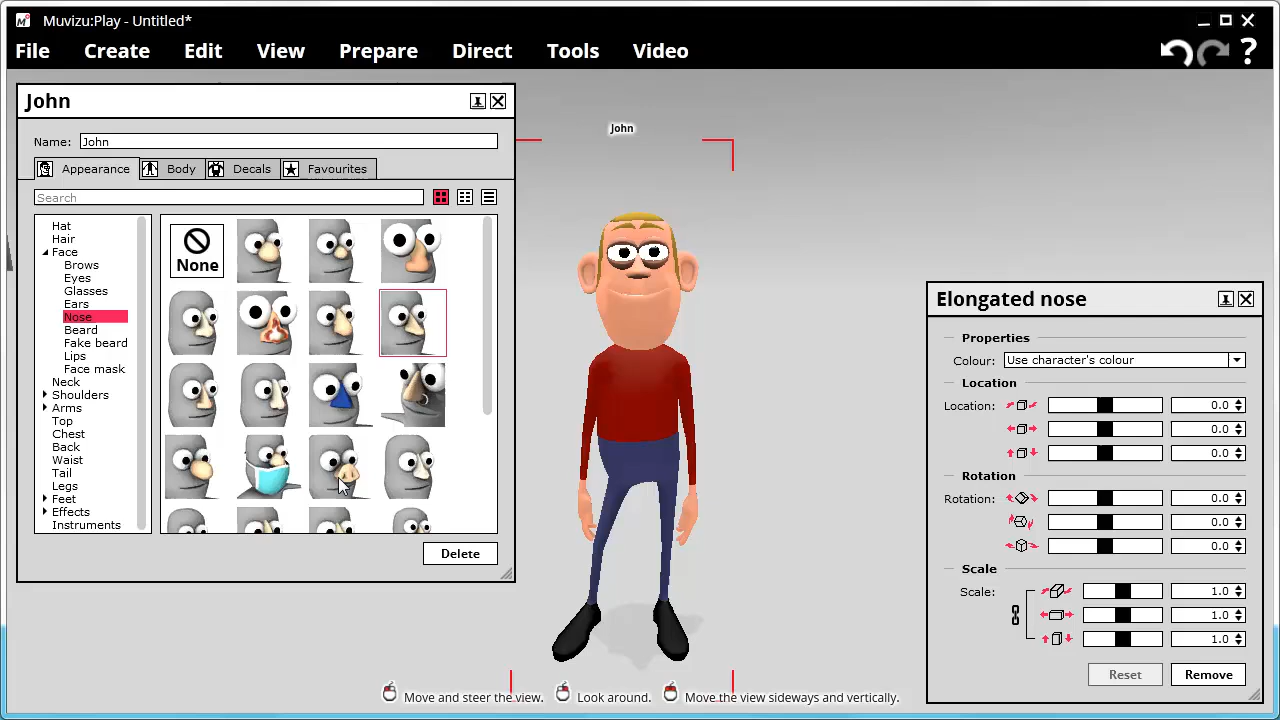 Muvizu:Play - Untitled*
File Create Edit View Prepare Direct Tools Video ?
John
Name: John
Appearance Body Decals Favourites
Search
Hat
Hair
Face
Brows
Eyes
Glasses
Ears
Nose
Beard
Fake beard
Lips
Face mask
Neck
Shoulders
Arms
Top
Chest
Back
Waist
Tail
Legs
Feet
Effects
Instruments
None
Delete
John
Elongated nose
Properties
Colour: Use character's colour
Location
Location: 0.0
0.0
0.0
Rotation
Rotation: 0.0
0.0
0.0
Scale
Scale: 1.0
1.0
1.0
Reset Remove
Move and steer the view. Look around. Move the view sideways and vertically.